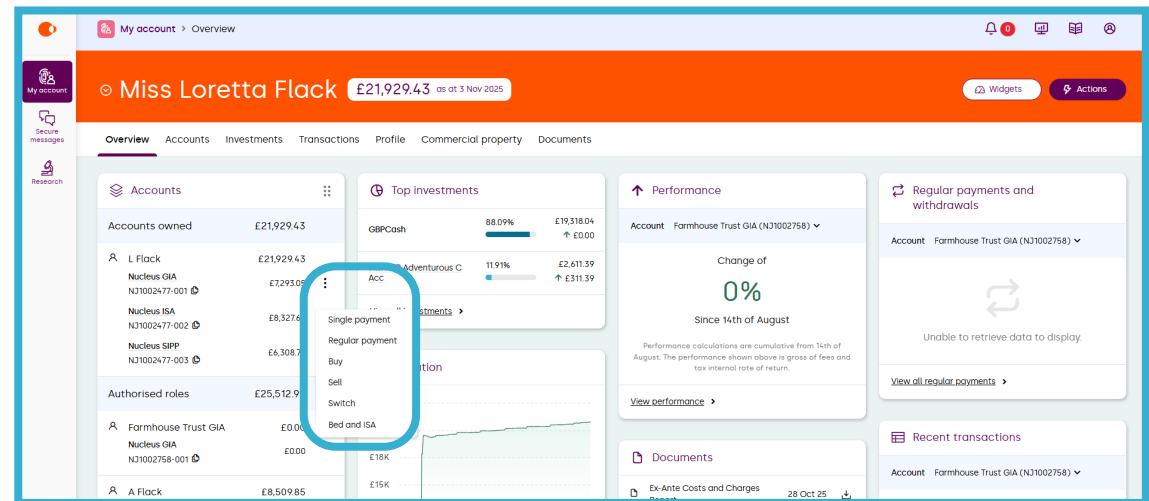 My account > Overview
0
My account
Secure messages
Research
Miss Loretta Flack £21,929.43 as at 3 Nov 2025
Widgets
Actions
Overview Accounts Investments Transactions Profile Commercial property Documents
Accounts
Accounts owned £21,929.43
L Flack £21,929.43
Nucleus GIA
NJ1002477-001
Nucleus ISA
NJ1002477-002
£8,327.6
Nucleus SIPP
NJ1002477-003
£6,308.7
Authorised roles £25,512.9
Farmhouse Trust GIA £0.00
Nucleus GIA £0.00
NJ1002758-001
A Flack £8,509.85
Single payment
Regular payment
Buy
Sell
Switch
Bed and ISA
Top investments
GBPCash 88.09% £19,318.04
£0.00
Adventurous C
Acc
11.91% £2,611.39
£311.39
£18K
£15K
Performance
Account Farmhouse Trust GIA (NJ1002758)
Change of
0%
Since 14th of August
Performance calculations are cumulative from 14th of
August. The performance shown above is gross of fees and
tax internal rate of return.
View performance >
Documents
Ex-Ante Costs and Charges
28 Oct 25
Regular payments and
withdrawals
Account Farmhouse Trust GIA (NJ1002758)
Unable to retrieve data to display.
View all regular payments >
Recent transactions
Account Farmhouse Trust GIA (NJ1002758)